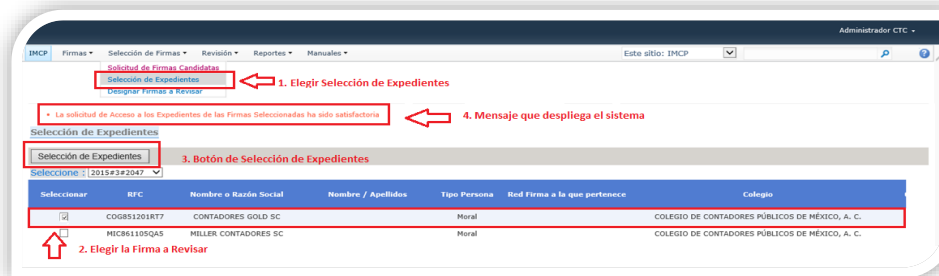 Administrador CTC
IMCP Firmas Selección de Firmas Revisión Reportes Manuales Este sitio: IMCP
Solicitud de Firmas Candidatas
Selección de Expedientes
1. Elegir Selección de Expedientes
Designar Firmas a Revisar
La solicitud de Acceso a los Expedientes de las Firmas Seleccionadas ha sido satisfactoria
4. Mensaje que despliega el sistema
Selección de Expedientes
Selección de Expedientes
3. Botón de Selección de Expedientes
Seleccione : 2015#3#2047
Seleccionar RFC Nombre o Razón Social Nombre / Apellidos Tipo Persona Red Firma a la que pertenece Colegio
COG851201RT7 CONTADORES GOLD SC Moral COLEGIO DE CONTADORES PÚBLICOS DE MÉXICO, A. C.
MIC861105QA5 MILLER CONTADORES SC Moral COLEGIO DE CONTADORES PÚBLICOS DE MÉXICO, A. C.
2. Elegir la Firma a Revisar